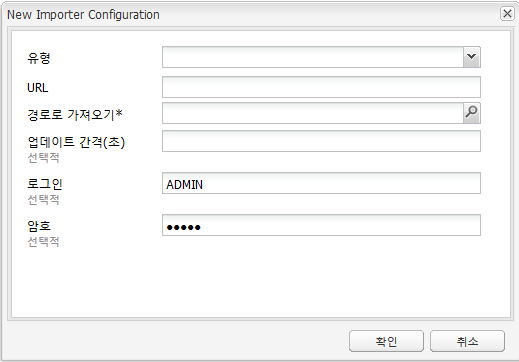 New Importer Configuration
유형
URL
경로로 가져오기*
업데이트 간격(초)
선택적
로그인
ADMIN
선택적
암호
●●●●●
선택적
확인
취소